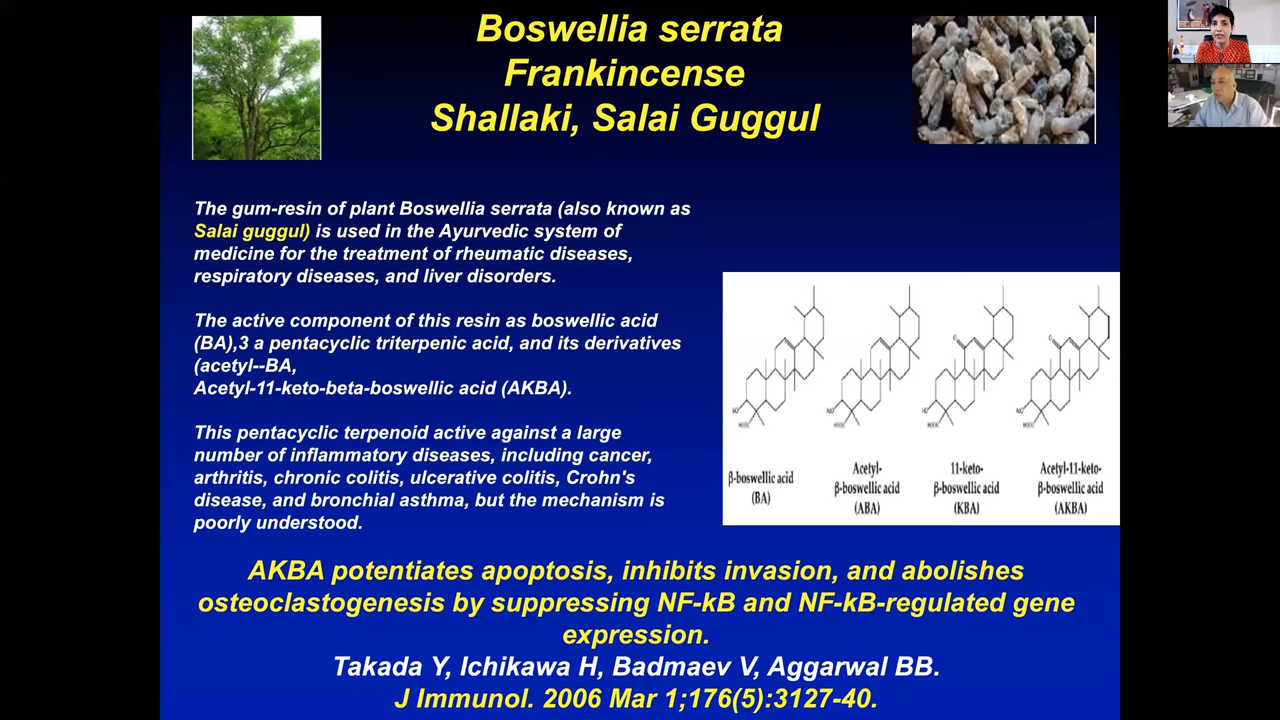 Boswellia serrata
Frankincense
Shallaki, Salai Guggul
The gum-resin of plant Boswellia serrata (also known as
Salai guggul) is used in the Ayurvedic system of
medicine for the treatment of rheumatic diseases,
respiratory diseases, and liver disorders.
The active component of this resin as boswellic acid
(BA),3 a pentacyclic triterpenic acid, and its derivatives
(acetyl--BA,
Acetyl-11-keto-beta-boswellic acid (AKBA).
This pentacyclic terpenoid active against a large
number of inflammatory diseases, including cancer,
arthritis, chronic colitis, ulcerative colitis, Crohn's
disease, and bronchial asthma, but the mechanism is
poorly understood.
β-boswellic acid
(BA)
Acetyl-
β-boswellic acid
(ABA)
11-keto-
β-boswellic acid
(KBA)
Acetyl-11-keto-
β-boswellic acid
(AKBA)
AKBA potentiates apoptosis, inhibits invasion, and abolishes
osteoclastogenesis by suppressing NF-kB and NF-kB-regulated gene
expression.
Takada Y, Ichikawa H, Badmaev V, Aggarwal BB.
J Immunol. 2006 Mar 1;176(5):3127-40.